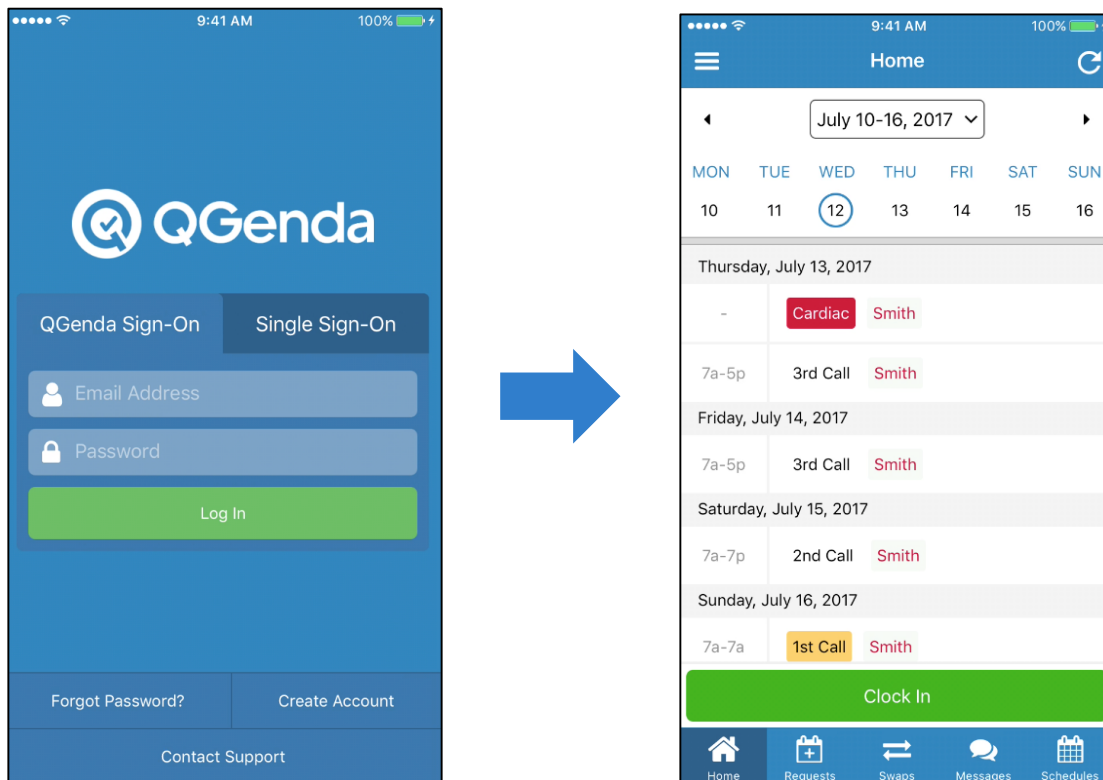 9:41 AM 100%
QGenda
QGenda Sign-On Single Sign-On
Email Address
Password
Log In
Forgot Password? Create Account
Contact Support
9:41 AM 100%
Home
July 10-16, 2017
MON TUE WED THU FRI SAT SUN
10 11 12 13 14 15 16
Thursday, July 13, 2017
- Cardiac Smith
7a-5p 3rd Call Smith
Friday, July 14, 2017
7a-5p 3rd Call Smith
Saturday, July 15, 2017
7a-7p 2nd Call Smith
Sunday, July 16, 2017
7a-7a 1st Call Smith
Clock In
Home Requests Swaps Messages Schedules